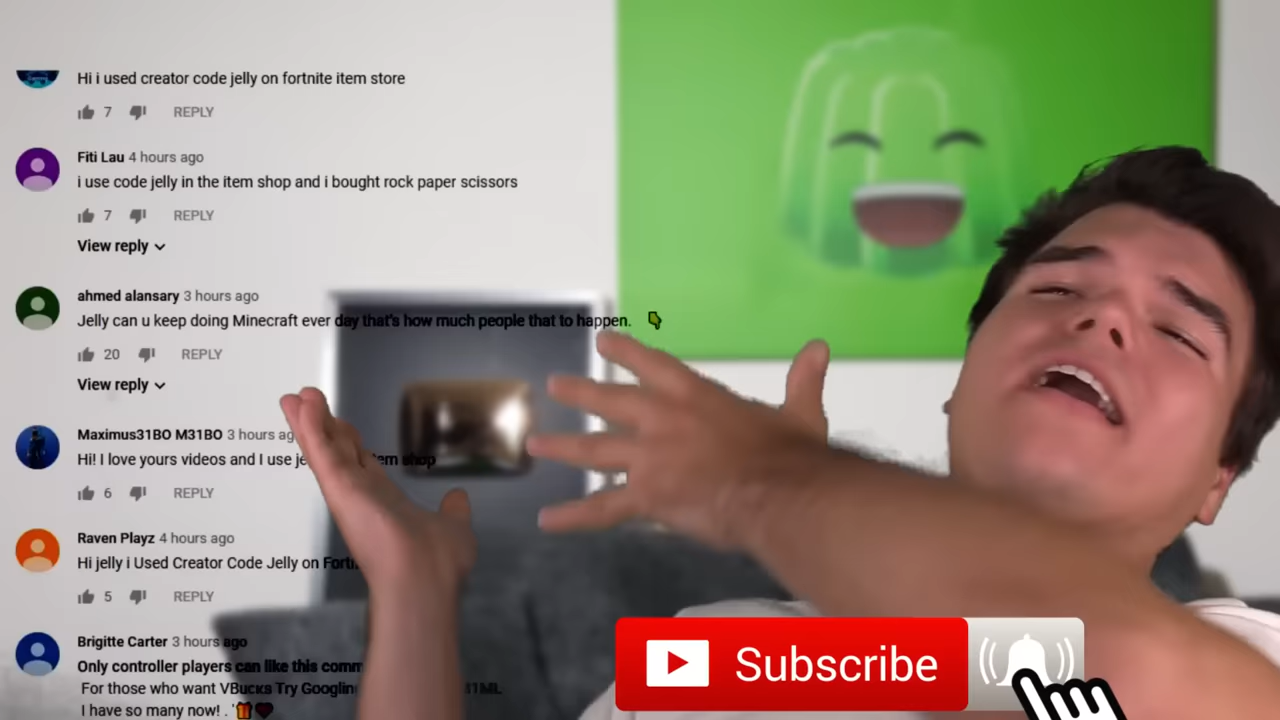 Hi i used creator code jelly on fortnite item store
7 REPLY
Fiti Lau 4 hours ago
i use code jelly in the item shop and i bought rock paper scissors
7 REPLY
View reply
ahmed alansary 3 hours ago
Jelly can u keep doing Minecraft ever day that's how much people that to happen.
20 REPLY
View reply
Maximus31BO M31BO 3 hours ag
Hi! I love yours videos and I use je em shop
6 REPLY
Raven Playz 4 hours ago
Hi jelly i Used Creator Code Jelly on Fort
5 REPLY
Brigitte Carter 3 hours ago
Only controller players can like this comm
For those who want VBucks Try Googlin 1ML
I have so many now! . '
Subscribe